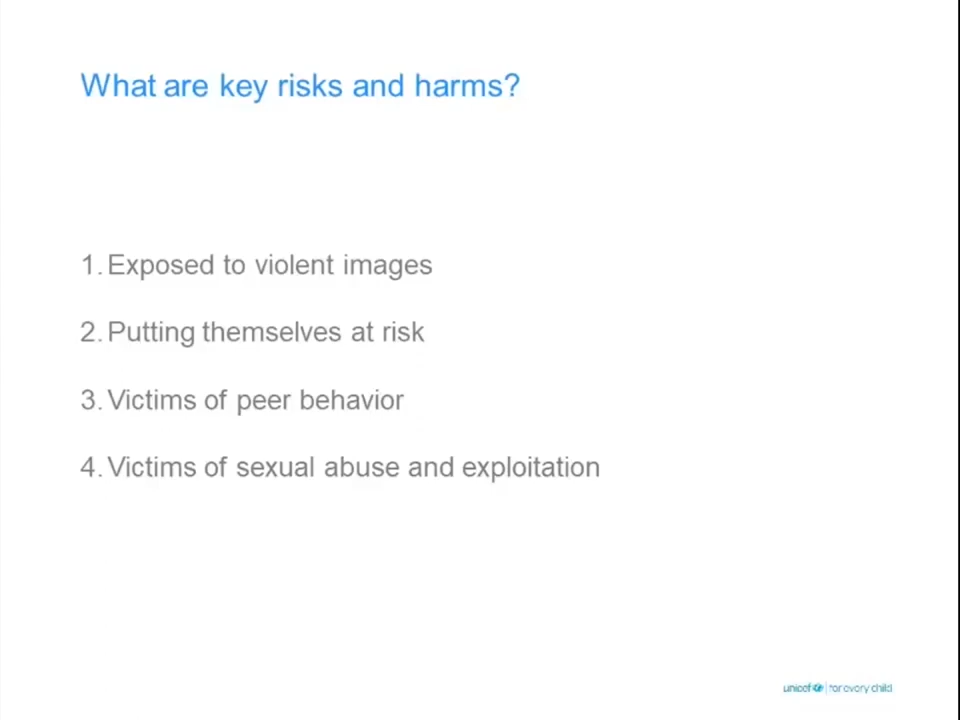 What are key risks and harms?
1. Exposed to violent images
2. Putting themselves at risk
3. Victims of peer behavior
4. Victims of sexual abuse and exploitation
unicef | for every child